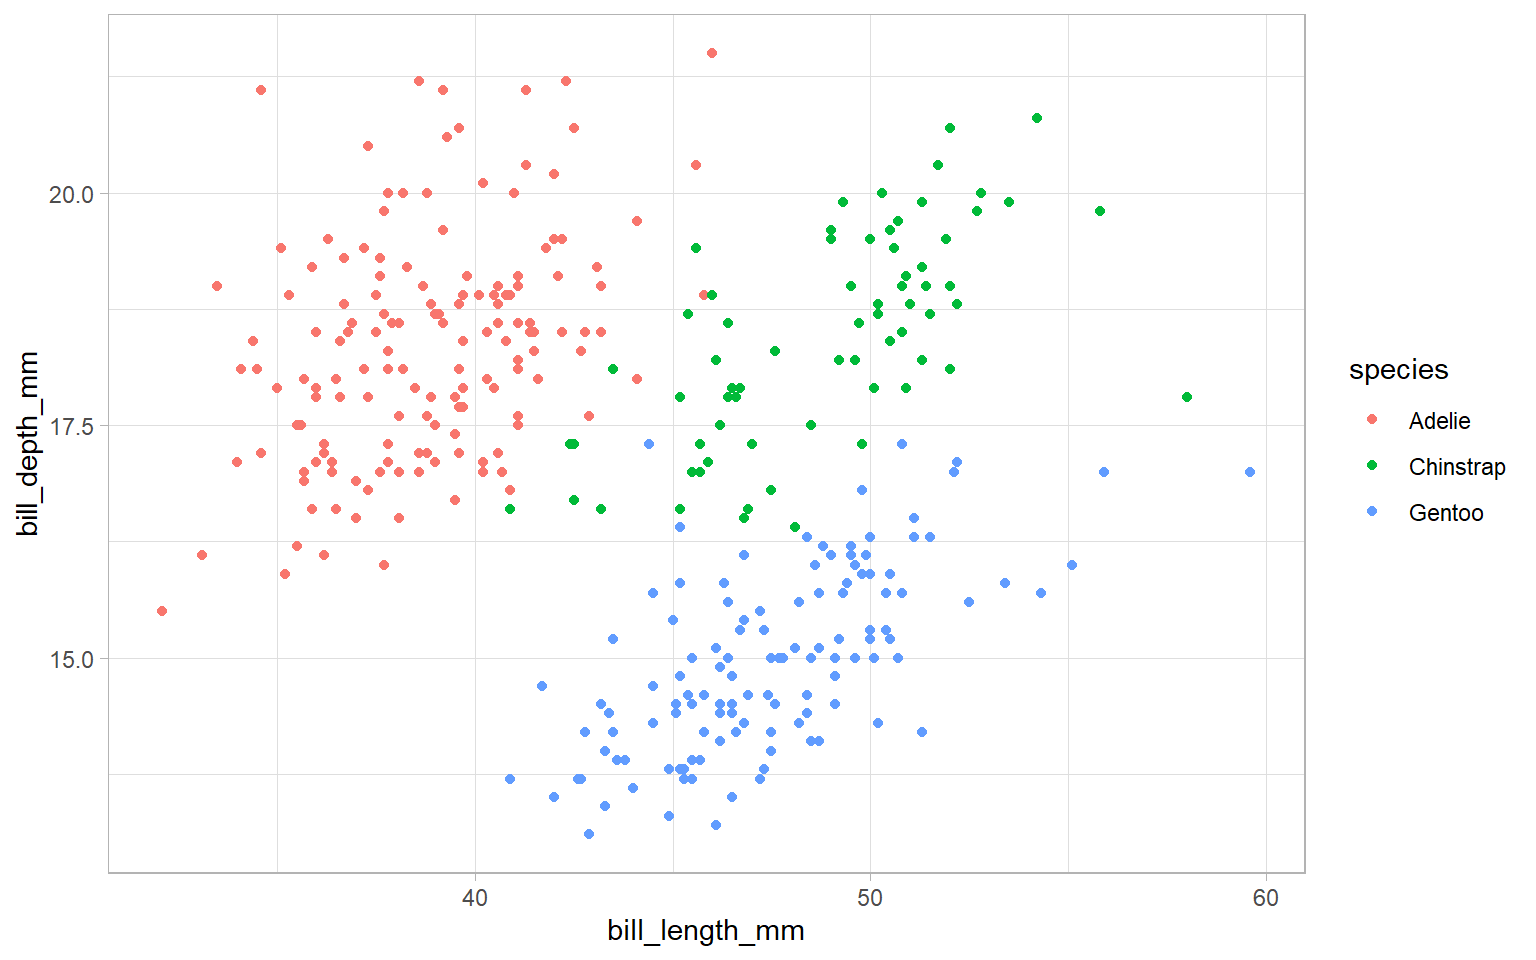 20.0
17.5
15.0
bill_depth_mm
40
50
60
bill_length_mm
species
Adelie
Chinstrap
Gentoo